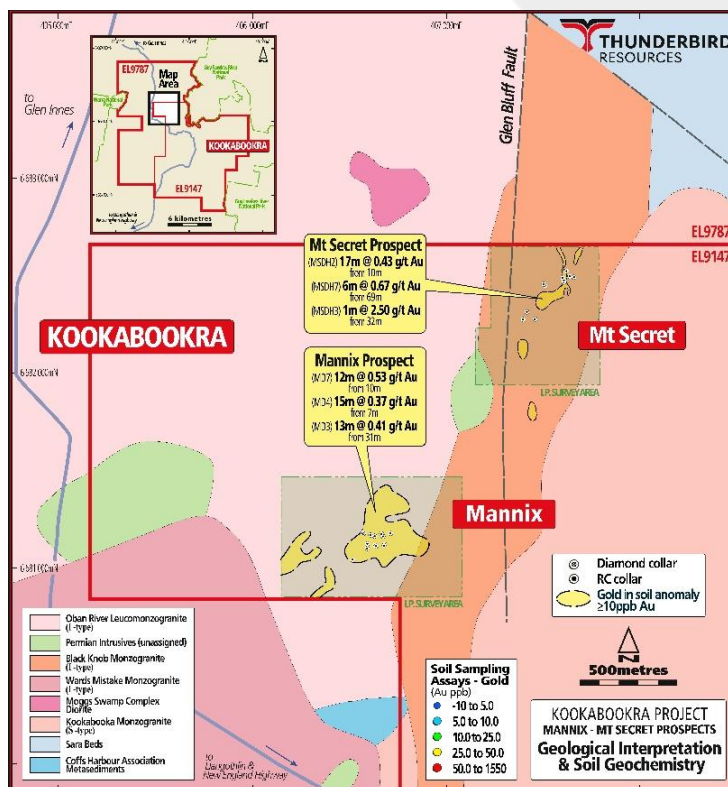 406,000mE
407,000mE
THUNDERBIRD
RESOURCES
to
Glen Innes
EL9787
Map
Area
KOOKABOOKRA
EL9147
6 kilometres
Glen Bluff Fault
EL9787
EL9147
Mt Secret Prospect
(MSDH2) 17m @ 0.43 g/t Au
from 10m
(MSDH7) 6m @ 0.67 g/t Au
from 69m
(MSDH3) 1m @ 2.50 g/t Au
from 32m
KOOKABOOKRA
Mt Secret
Mannix Prospect
(MD7) 12m @ 0.53 g/t Au
from 10m
(MD4) 15m @ 0.37 g/t Au
from 7m
(MD3) 13m @ 0.41 g/t Au
from 31m
I.P. SURVEY AREA
Mannix
I.P. SURVEY AREA
Diamond collar
RC collar
Gold in soil anomaly
≥10ppb Au
N
500metres
Oban River Leucomonzogranite
(I-type)
Permian Intrusives (unassigned)
Black Knob Monzogranite
(I-type)
Wards Mistake Monzogranite
(I-type)
Moggs Swamp Complex
Diorite
Kookabooka Monzogranite
(S-type)
Sara Beds
Coffs Harbour Association
Metasediments
Soil Sampling
Assays - Gold
(Au ppb)
-10 to 5.0
5.0 to 10.0
10.0 to 25.0
25.0 to 50.0
50.0 to 1550
to
New England Highway
KOOKABOOKRA PROJECT
MANNIX - MT SECRET PROSPECTS
Geological Interpretation
& Soil Geochemistry